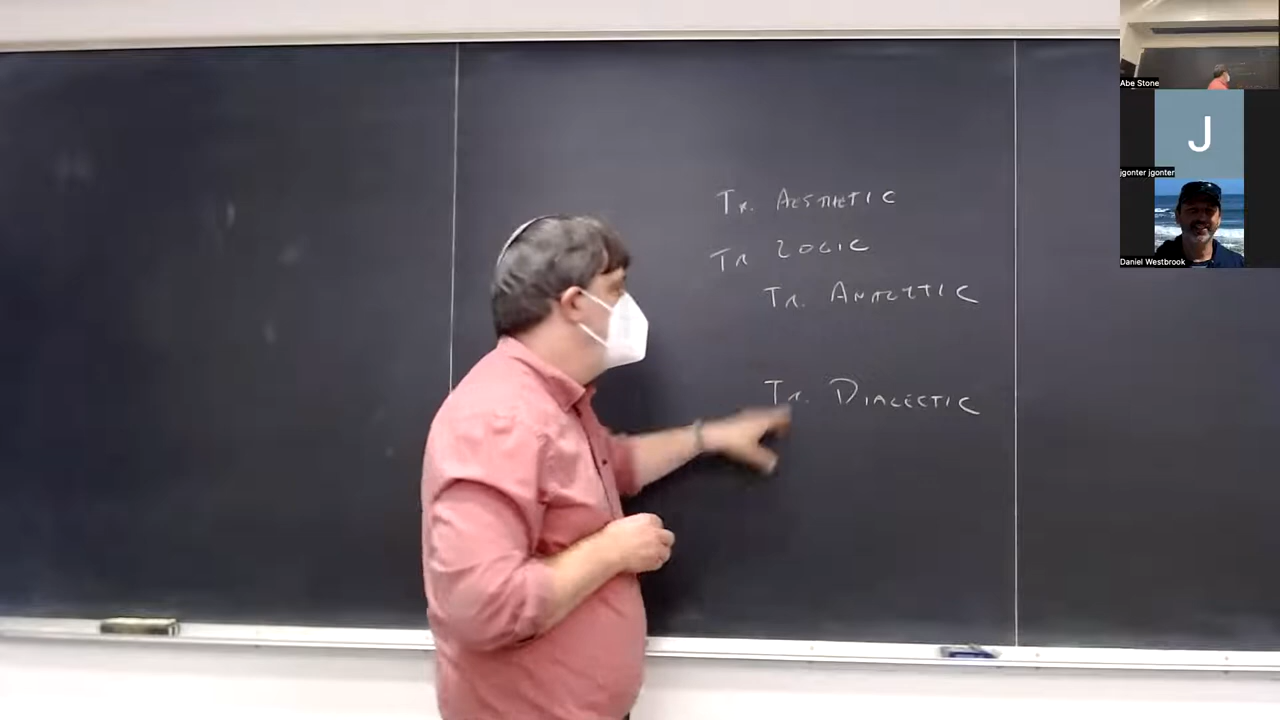 Tr. AESTHETIC
Tr LOGIC
Tr. ANALYTIC
Tr. DIALECTIC
Abe Stone
J
jgonter jgonter
Daniel Westbrook